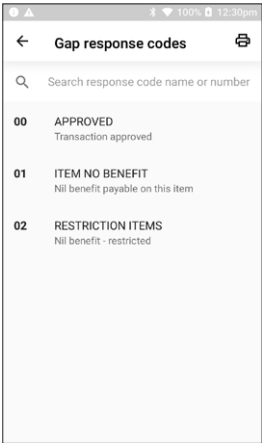 100% 12:30pm
Gap response codes
Search response code name or number
00 APPROVED
Transaction approved
01 ITEM NO BENEFIT
Nil benefit payable on this item
02 RESTRICTION ITEMS
Nil benefit - restricted